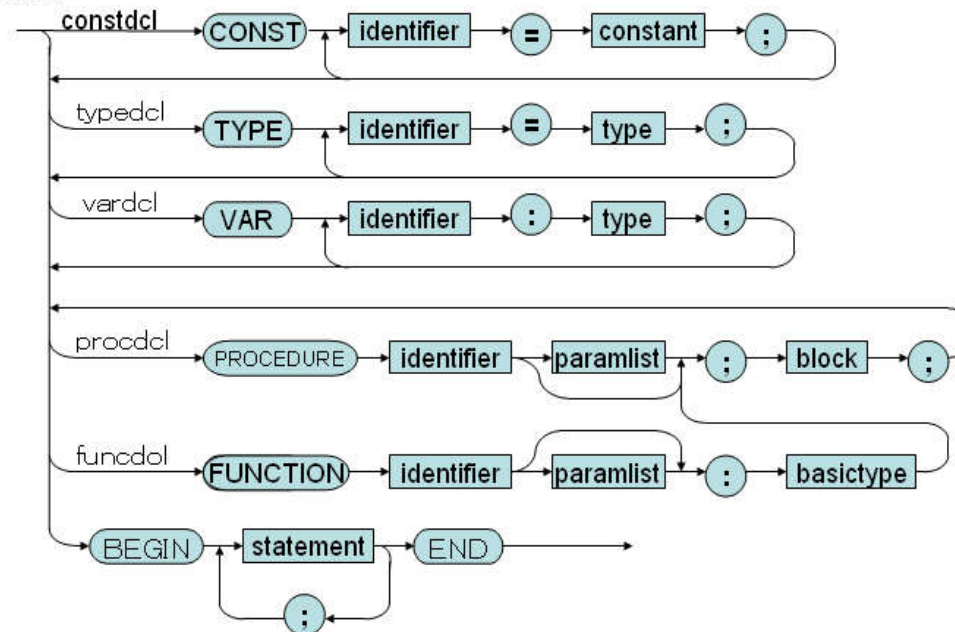 constdcl CONST identifier = constant ;
typedcl TYPE identifier = type ;
vardcl VAR identifier : type ;
procdcl PROCEDURE identifier paramlist ; block ;
funcdol FUNCTION identifier paramlist : basictype
BEGIN statement END
;